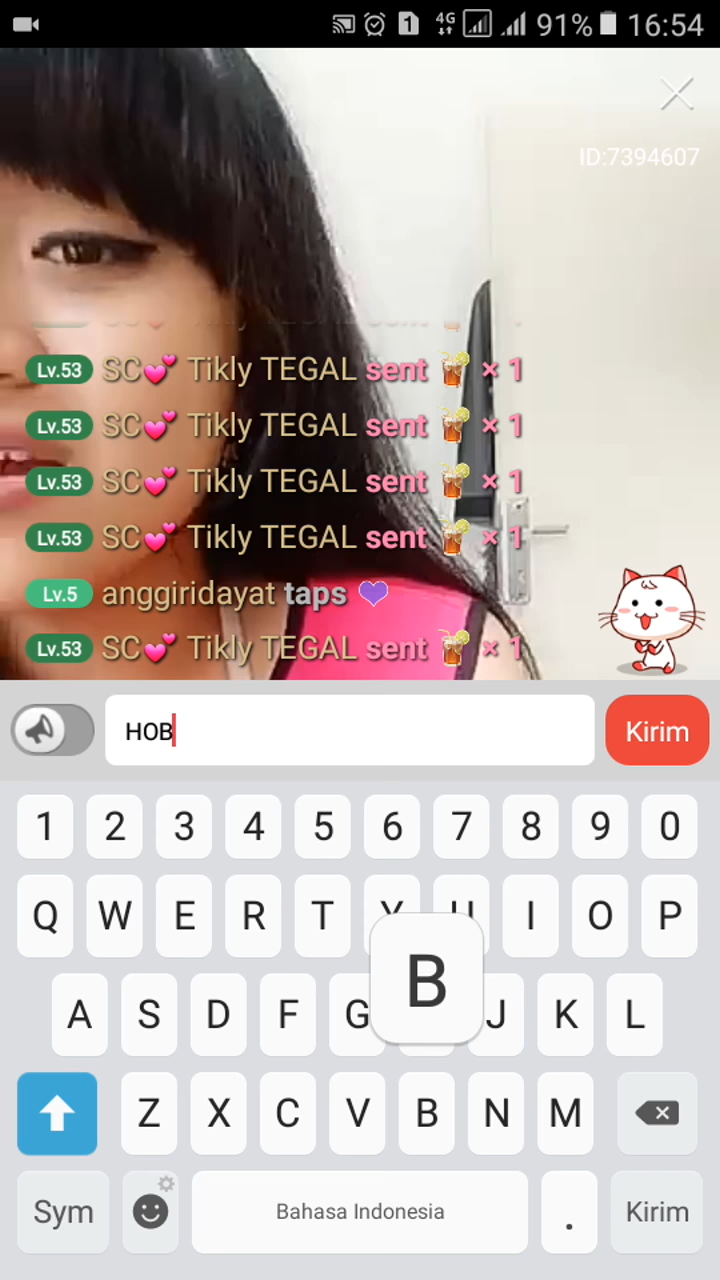 4G 1 91% 16:54
ID:7394607
Lv.53 SC💕 Tikly TEGAL sent 🍹 × 1
Lv.53 SC💕 Tikly TEGAL sent 🍹 × 1
Lv.53 SC💕 Tikly TEGAL sent 🍹 × 1
Lv.53 SC💕 Tikly TEGAL sent 🍹 × 1
Lv.5 anggiridayat taps 💜
Lv.53 SC💕 Tikly TEGAL sent 🍹 × 1
HOB Kirim
1 2 3 4 5 6 7 8 9 0
Q W E R T Y U I O P
B
A S D F G J K L
Z X C V B N M
Sym Bahasa Indonesia . Kirim